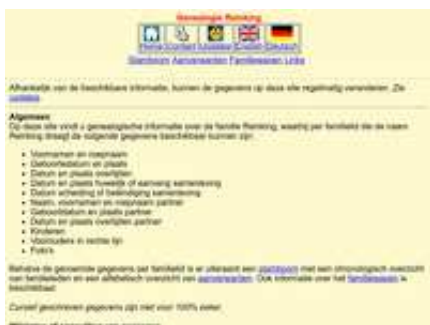 Genealogie Reinking
Home Contact Updates English Deutsch
Stamboom Aanverwanten Familiewapen Links
Afhankelijk van de beschikbare informatie, kunnen de gegevens op deze site regelmatig veranderen. Zie
updates.
Algemeen
Op deze site vindt u genealogische informatie over de familie Reinking, waarbij per familielid die de naam
Reinking draagt de volgende gegevens beschikbaar kunnen zijn:
Voornamen en roepnaam
Geboortedatum en plaats
Datum en plaats overlijden
Datum en plaats huwelijk of aanvang samenleving
Datum scheiding of beëindiging samenleving
Naam, voornamen en roepnaam partner
Geboortedatum en plaats partner
Datum en plaats overlijden partner
Kinderen
Voorouders in rechte lijn
Foto's
Behalve de genoemde gegevens per familielid is er uiteraard een stamboom met een chronologisch overzicht
van familieleden en een alfabetisch overzicht van aanverwanten. Ook informatie over het familiewapen is
beschikbaar.
Cursief geschreven gegevens zijn niet voor 100% zeker.